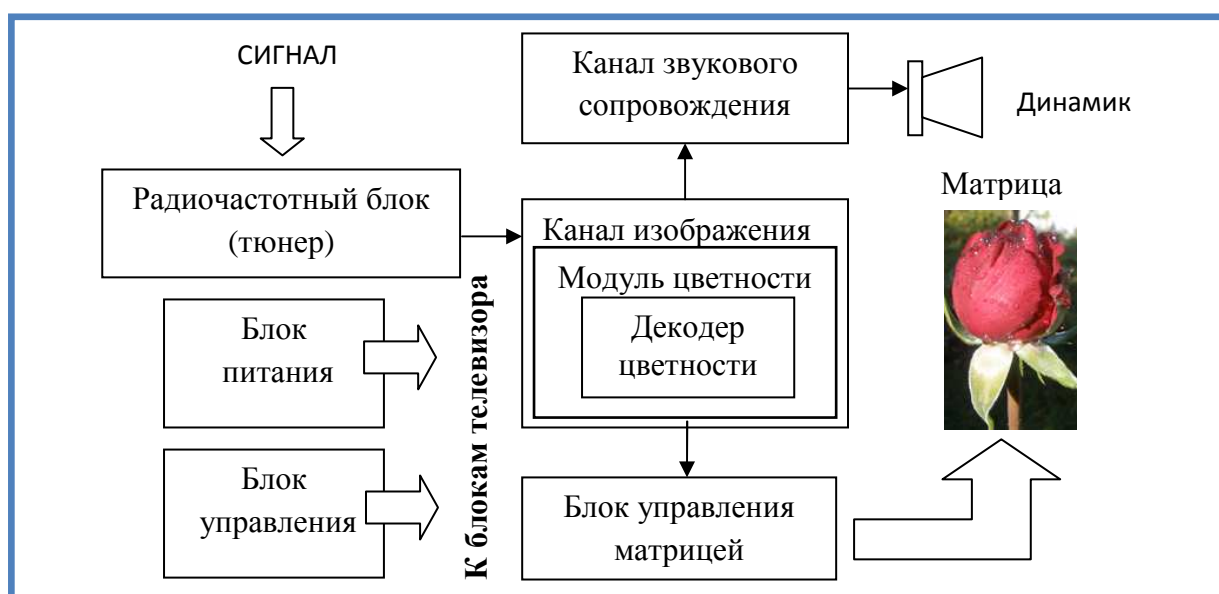 СИГНАЛ
Канал звукового
сопровождения
Динамик
Радиочастотный блок
(тюнер)
Матрица
Канал изображения
Модуль цветности
Декодер
цветности
Блок
питания
К блокам телевизора
Блок
управления
Блок управления
матрицей